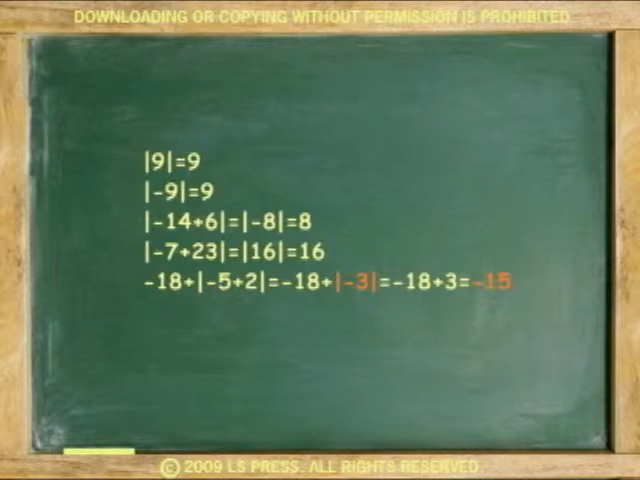 DOWNLOADING OR COPYING WITHOUT PERMISSION IS PROHIBITED
|9|=9
|-9|=9
|-14+6|=|-8|=8
|-7+23|=|16|=16
-18+|-5+2|=-18+|-3|=-18+3=-15
© 2009 LS PRESS. ALL RIGHTS RESERVED.